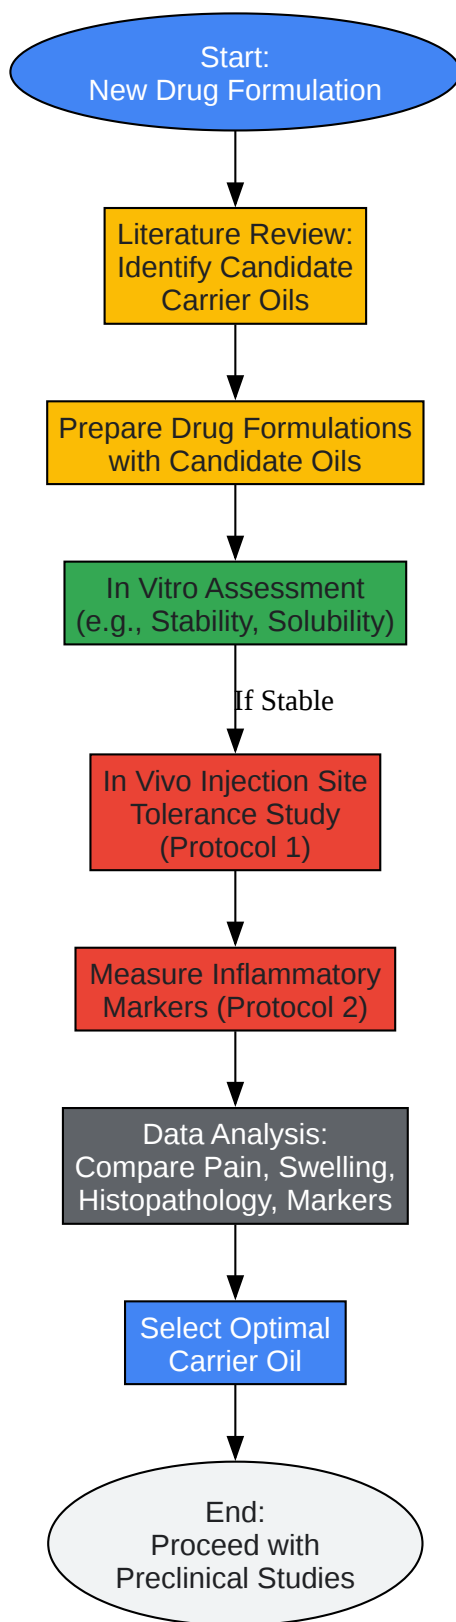 Start:
New Drug Formulation
Literature Review:
Identify Candidate
Carrier Oils
Prepare Drug Formulations
with Candidate Oils
In Vitro Assessment
(e.g., Stability, Solubility)
If Stable
In Vivo Injection Site
Tolerance Study
(Protocol 1)
Measure Inflammatory
Markers (Protocol 2)
Data Analysis:
Compare Pain, Swelling,
Histopathology, Markers
Select Optimal
Carrier Oil
End:
Proceed with
Preclinical Studies